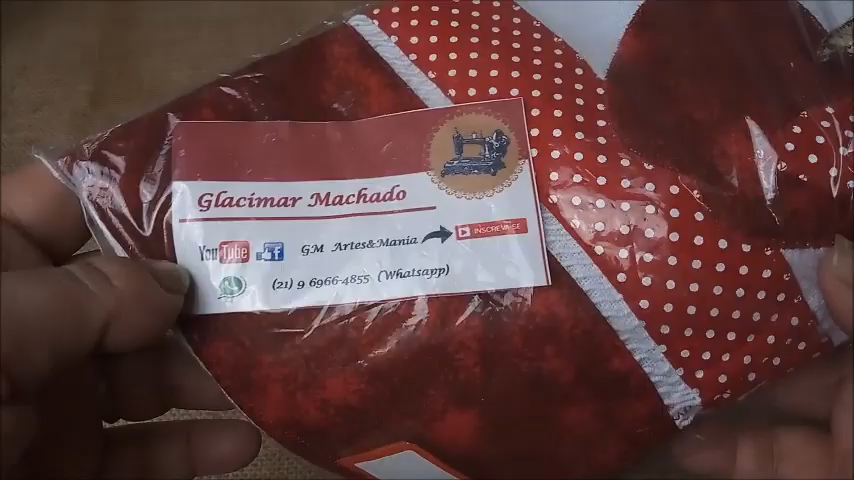 Glacimar Machado
YouTube f GM Artes&Mania INSCREVA-SE
(21) 9 6966-4855 (Whatsapp)